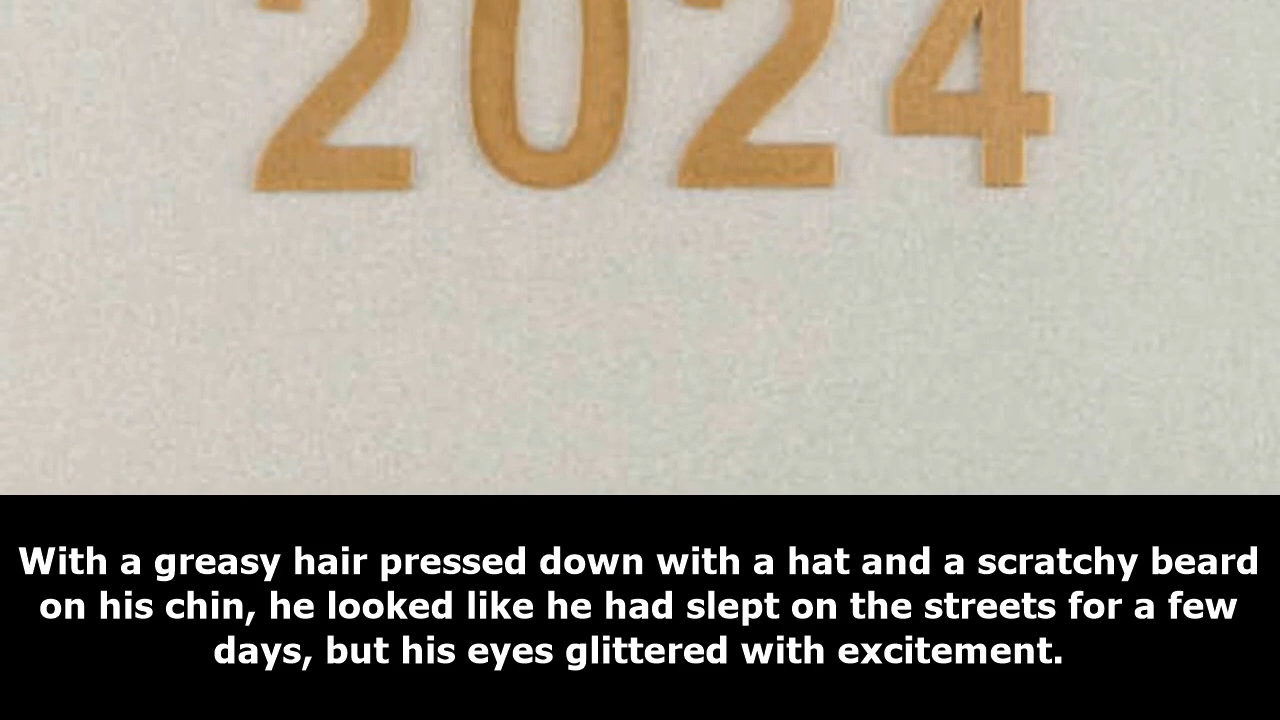 2024
With a greasy hair pressed down with a hat and a scratchy beard
on his chin, he looked like he had slept on the streets for a few
days, but his eyes glittered with excitement.